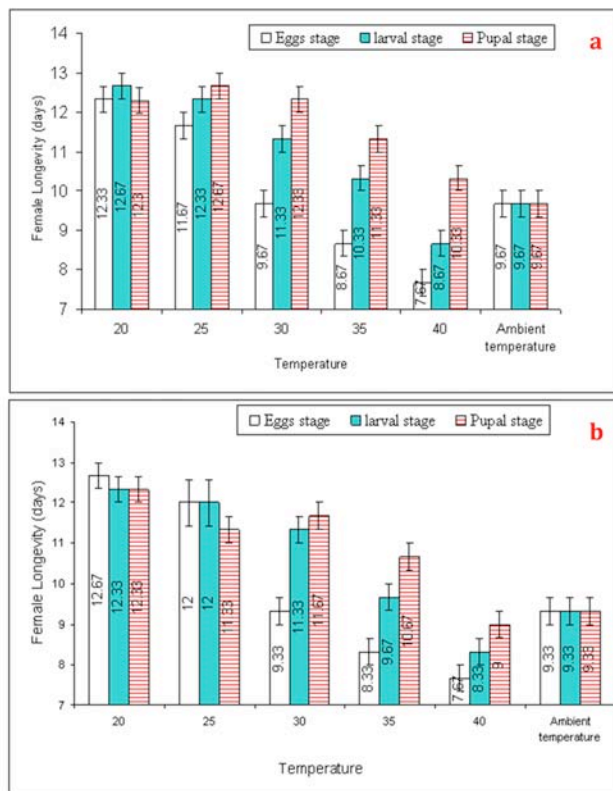 Eggs stage larval stage Pupal stage
a
14
13
12
11
10
9
8
7
Female Longevity (days)
12.33 12.67 12.3 11.67 12.33 12.67 9.67 11.33 12.33 8.67 10.33 11.33 7.67 8.67 10.33 9.67 9.67 9.67
20 25 30 35 40 Ambient
temperature
Temperature
Eggs stage larval stage Pupal stage
b
14
13
12
11
10
9
8
7
Female Longevity (days)
12.67 12.33 12.33 12 12 11.33 9.33 11.33 11.67 8.33 9.67 10.67 7.67 8.33 9 9.33 9.33 9.33
20 25 30 35 40 Ambient
temperature
Temperature